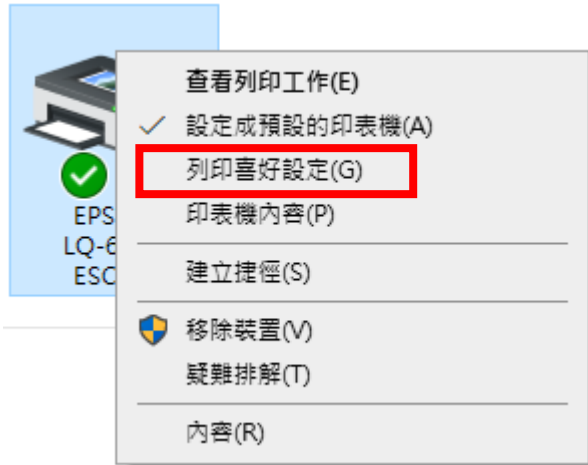 查看列印工作(E)
設定成預設的印表機(A)
列印喜好設定(G)
印表機內容(P)
建立捷徑(S)
移除裝置(V)
疑難排解(T)
內容(R)
EPS
LQ-6
ESC